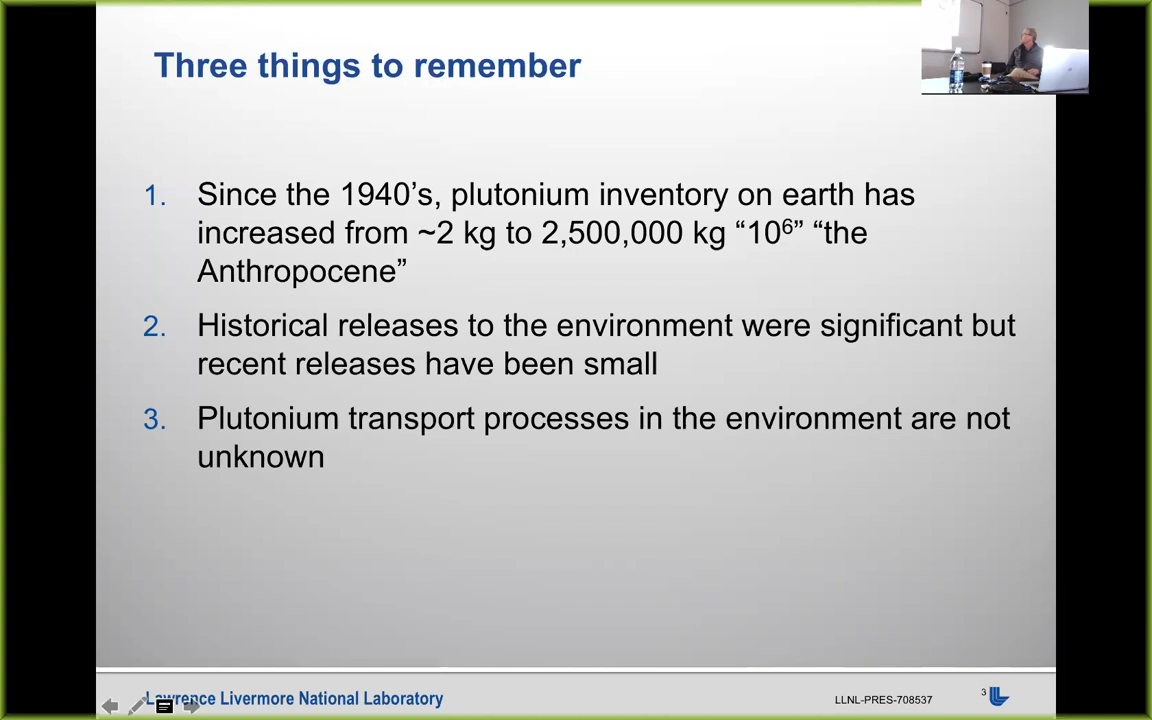 Three things to remember
1. Since the 1940’s, plutonium inventory on earth has
increased from ~2 kg to 2,500,000 kg “10⁶” “the
Anthropocene”
2. Historical releases to the environment were significant but
recent releases have been small
3. Plutonium transport processes in the environment are not
unknown
Lawrence Livermore National Laboratory
LLNL-PRES-708537
3